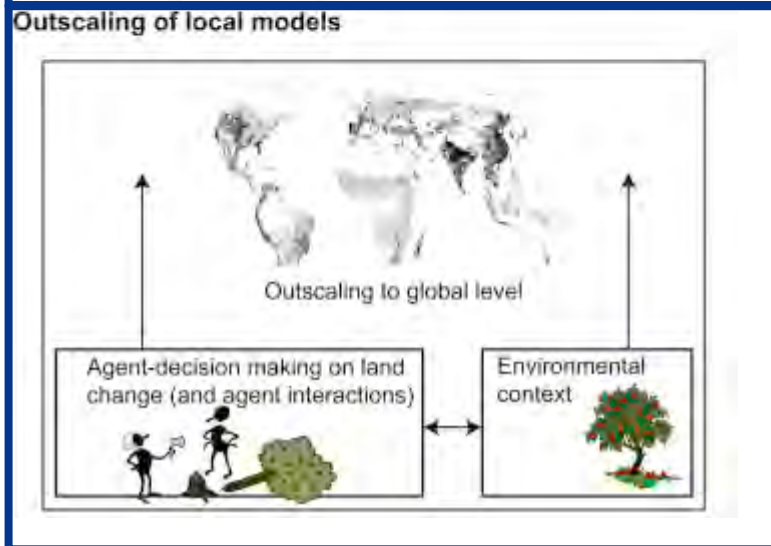 Outscaling of local models
Outscaling to global level
Agent-decision making on land
change (and agent interactions)
Environmental
context